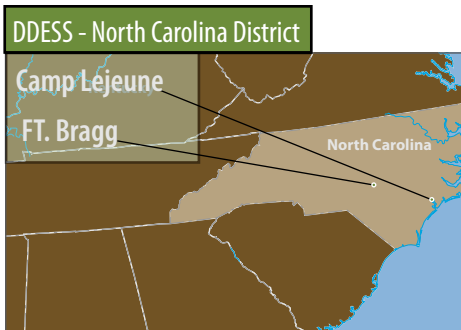 DDESS - North Carolina District
Camp Lejeune
FT. Bragg
North Carolina